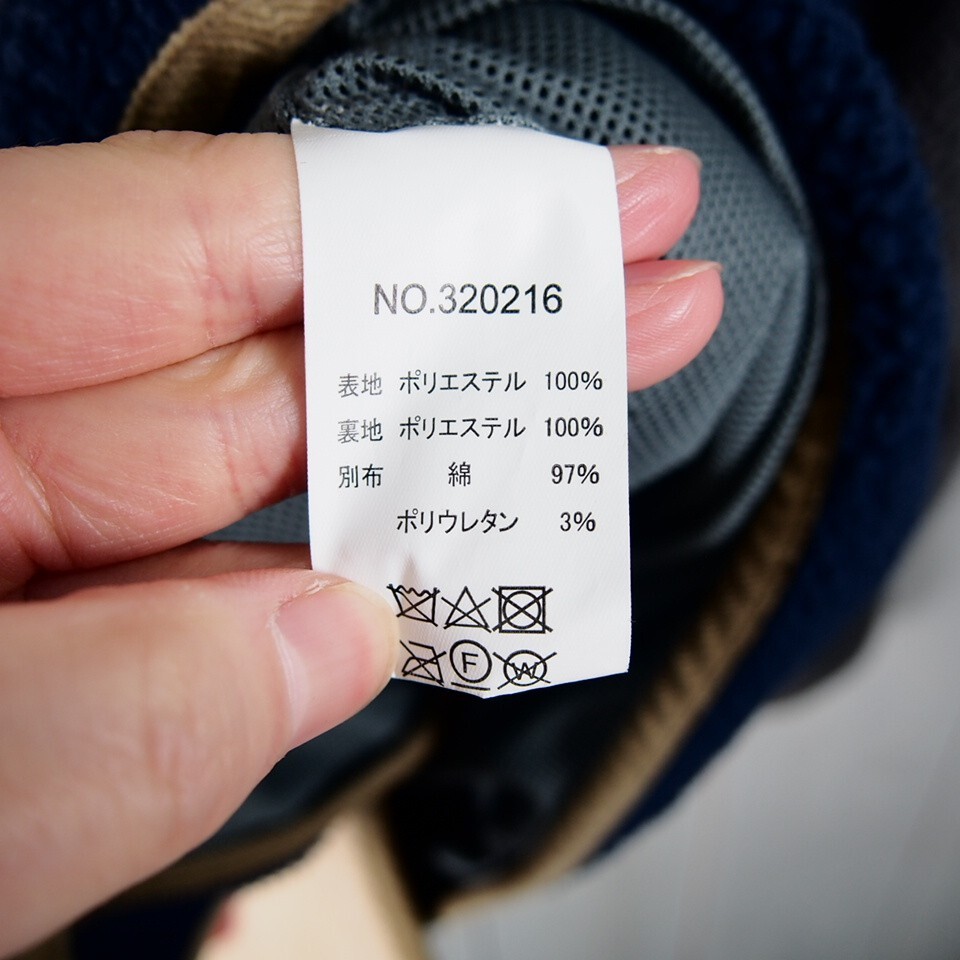 NO.320216
表地 ポリエステル 100%
裏地 ポリエステル 100%
別布 綿 97%
ポリウレタン 3%
F W